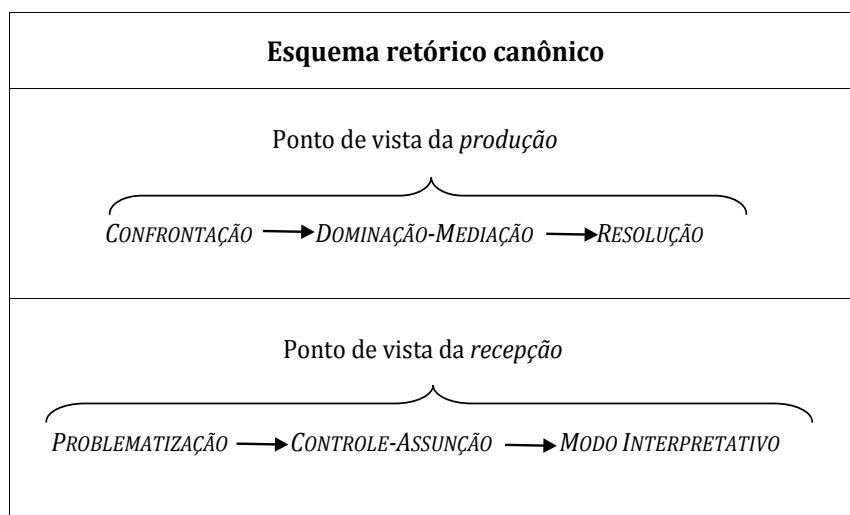 Esquema retórico canônico
Ponto de vista da produção
CONFRONTAÇÃO DOMINAÇÃO-MEDIAÇÃO RESOLUÇÃO
Ponto de vista da recepção
PROBLEMATIZAÇÃO CONTROLE-ASSUNÇÃO MODO INTERPRETATIVO